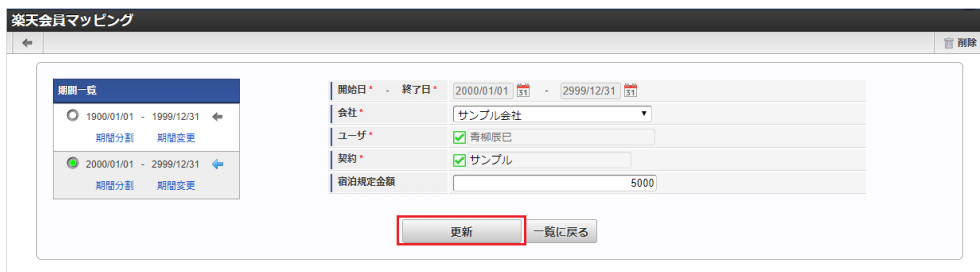 楽天会員マッピング
削除
期間一覧
1900/01/01 - 1999/12/31
期間分割 期間変更
2000/01/01 - 2999/12/31
期間分割 期間変更
開始日* - 終了日* 2000/01/01 31 - 2999/12/31 31
会社* サンプル会社
ユーザ* 青柳辰巳
契約* サンプル
宿泊規定金額 5000
更新 一覧に戻る